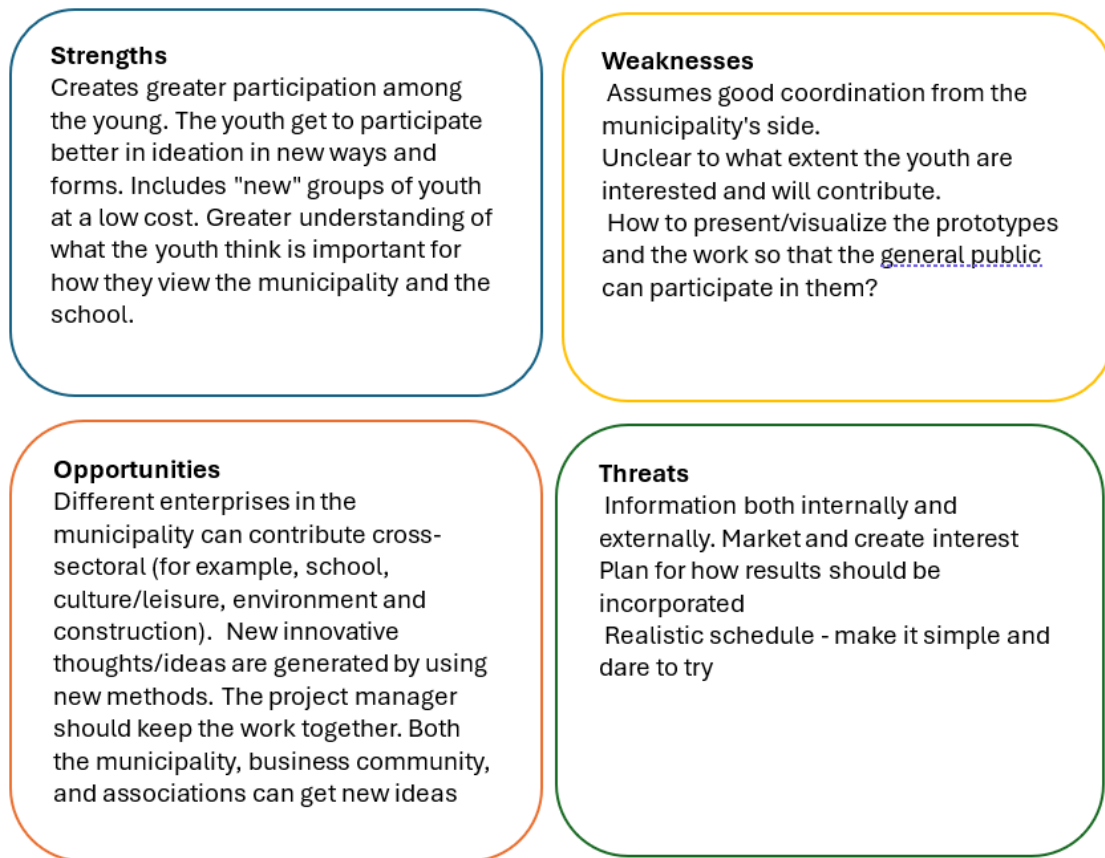 Strengths
Creates greater participation among
the young. The youth get to participate
better in ideation in new ways and
forms. Includes "new" groups of youth
at a low cost. Greater understanding of
what the youth think is important for
how they view the municipality and the
school.
Weaknesses
Assumes good coordination from the
municipality's side.
Unclear to what extent the youth are
interested and will contribute.
How to present/visualize the prototypes
and the work so that the general public
can participate in them?
Opportunities
Different enterprises in the
municipality can contribute cross-
sectoral (for example, school,
culture/leisure, environment and
construction).  New innovative
thoughts/ideas are generated by using
new methods. The project manager
should keep the work together. Both
the municipality, business community,
and associations can get new ideas
Threats
Information both internally and
externally. Market and create interest
Plan for how results should be
incorporated
Realistic schedule - make it simple and
dare to try